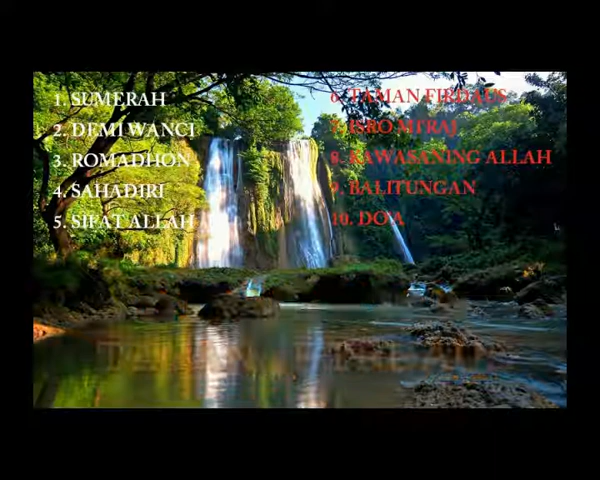 1. SUMERAH
2. DEMI WANCI
3. ROMADHON
4. SAHADIRI
5. SIFAT ALLAH
6. TAMAN FIRDAUS
7. ISRO MI'RAJ
8. KAWASANING ALLAH
9. BALITUNGAN
10. DO'A